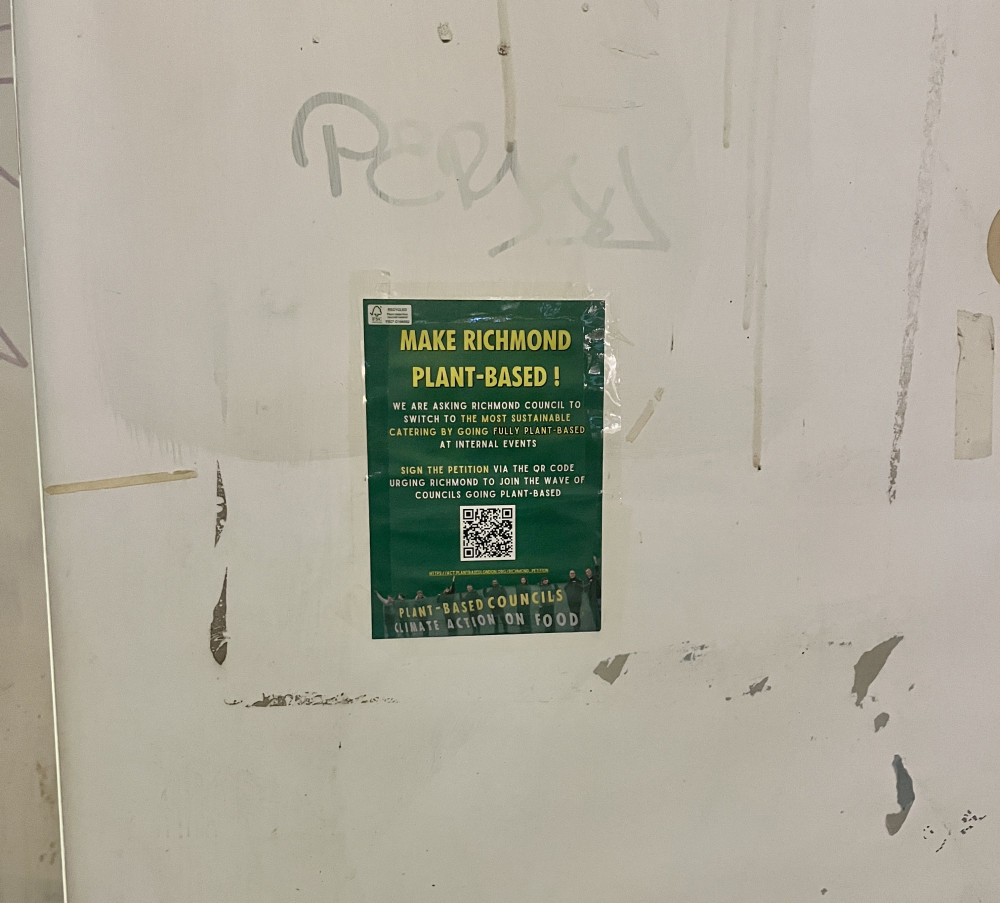 FSC
MAKE RICHMOND
PLANT-BASED !
WE ARE ASKING RICHMOND COUNCIL TO
SWITCH TO THE MOST SUSTAINABLE
CATERING BY GOING FULLY PLANT-BASED
AT INTERNAL EVENTS
SIGN THE PETITION VIA THE QR CODE
URGING RICHMOND TO JOIN THE WAVE OF
COUNCILS GOING PLANT-BASED
PLANT-BASED COUNCILS
CLIMATE ACTION ON FOOD